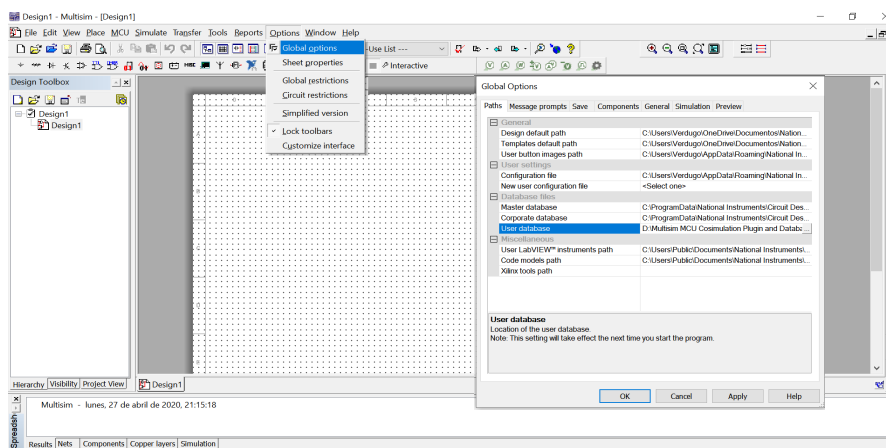 Design1 - Multisim - [Design1]
File Edit View Place MCU Simulate Transfer Tools Reports Options Window Help
-Use List ---
Interactive
Global options
Sheet properties
Global restrictions
Circuit restrictions
Simplified version
Lock toolbars
Customize interface
Design Toolbox
Design1
Design1
Global Options
Paths Message prompts Save Components General Simulation Preview
General
Design default path C:\Users\Verdugo\OneDrive\Documentos\Nation...
Templates default path C:\Users\Verdugo\OneDrive\Documentos\Nation...
User button images path C:\Users\Verdugo\AppData\Roaming\National In...
User settings
Configuration file C:\Users\Verdugo\AppData\Roaming\National In...
New user configuration file <Select one>
Database files
Master database C:\ProgramData\National Instruments\Circuit Des...
Corporate database C:\ProgramData\National Instruments\Circuit Des...
User database D:\Multisim MCU Cosimulation Plugin and Databa ...
Miscellaneous
User LabVIEW™ instruments path C:\Users\Public\Documents\National Instruments\...
Code models path C:\Users\Public\Documents\National Instruments\...
Xilinx tools path
User database
Location of the user database.
Note: This setting will take effect the next time you start the program.
OK Cancel Apply Help
Hierarchy Visibility Project View
Design1
Multisim - lunes, 27 de abril de 2020, 21:15:18
Spreadsh
Results Nets Components Copper layers Simulation